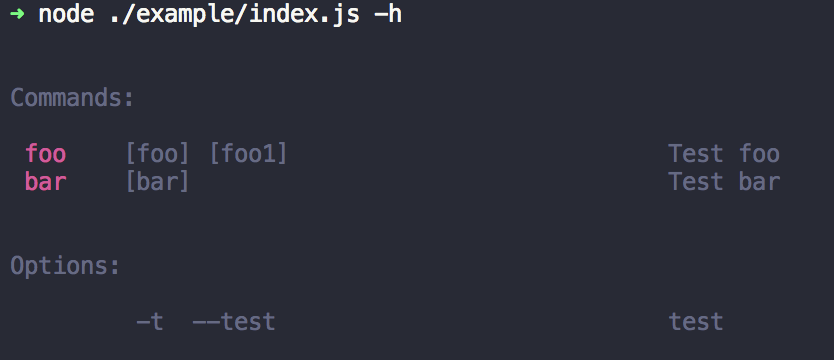 ➜ node ./example/index.js -h
Commands:
foo [foo] [foo1] Test foo
bar [bar] Test bar
Options:
-t --test test